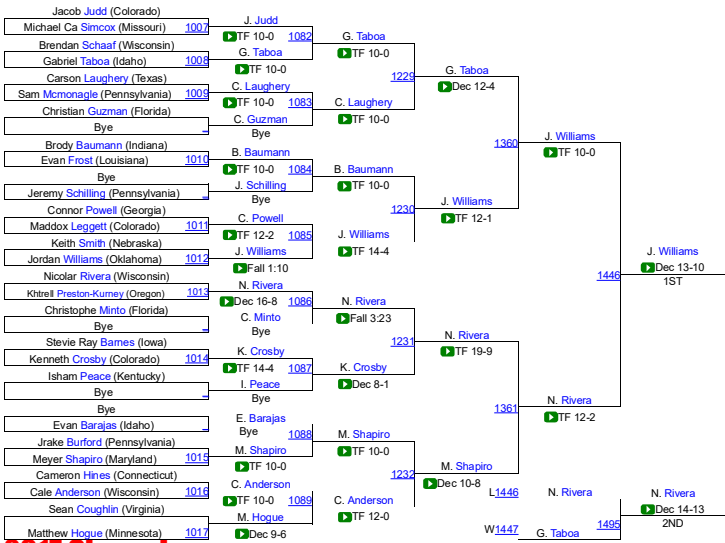 Jacob Judd (Colorado)
Michael Ca Simcox (Missouri) 1007
J. Judd
TF 10-0 1082
Brendan Schaaf (Wisconsin)
Gabriel Taboa (Idaho) 1008
G. Taboa
TF 10-0
G. Taboa
TF 10-0
1229
Carson Laughery (Texas)
Sam Mcmonagle (Pennsylvania) 1009
C. Laughery
TF 10-0 1083
Christian Guzman (Florida)
Bye
C. Guzman
Bye
C. Laughery
TF 10-0
G. Taboa
Dec 12-4
1360
Brody Baumann (Indiana)
Evan Frost (Louisiana) 1010
B. Baumann
TF 10-0 1084
Bye
Jeremy Schilling (Pennsylvania)
J. Schilling
Bye
B. Baumann
TF 10-0
1230
Connor Powell (Georgia)
Maddox Leggett (Colorado) 1011
C. Powell
TF 12-2 1085
Keith Smith (Nebraska)
Jordan Williams (Oklahoma) 1012
J. Williams
Fall 1:10
J. Williams
TF 14-4
J. Williams
TF 12-1
J. Williams
TF 10-0
1446
J. Williams
Dec 13-10
1ST
Nicolar Rivera (Wisconsin)
Khtrell Preston-Kurney (Oregon) 1013
N. Rivera
Dec 16-8 1086
Christophe Minto (Florida)
Bye
C. Minto
Bye
N. Rivera
Fall 3:23
1231
Stevie Ray Barnes (Iowa)
Kenneth Crosby (Colorado) 1014
K. Crosby
TF 14-4 1087
Isham Peace (Kentucky)
Bye
I. Peace
Bye
K. Crosby
Dec 8-1
N. Rivera
TF 19-9
1361
N. Rivera
TF 12-2
Bye
Evan Barajas (Idaho)
E. Barajas
Bye 1088
Jrake Burford (Pennsylvania)
Meyer Shapiro (Maryland) 1015
M. Shapiro
TF 10-0
M. Shapiro
TF 10-0
1232
Cameron Hines (Connecticut)
Cale Anderson (Wisconsin) 1016
C. Anderson
TF 10-0 1089
Sean Coughlin (Virginia)
Matthew Hogue (Minnesota) 1017
M. Hogue
Dec 9-6
C. Anderson
TF 12-0
M. Shapiro
Dec 10-8
L1446 N. Rivera
W1447 G. Taboa
1495
N. Rivera
Dec 14-13
2ND